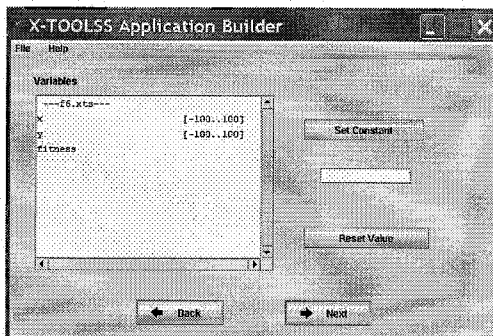 X-TOOLSS Application Builder
File Help
Variables
---f6.xts---
x [-100..100]
y [-100..100]
fitness
Set Constant
Reset Value
Back
Next